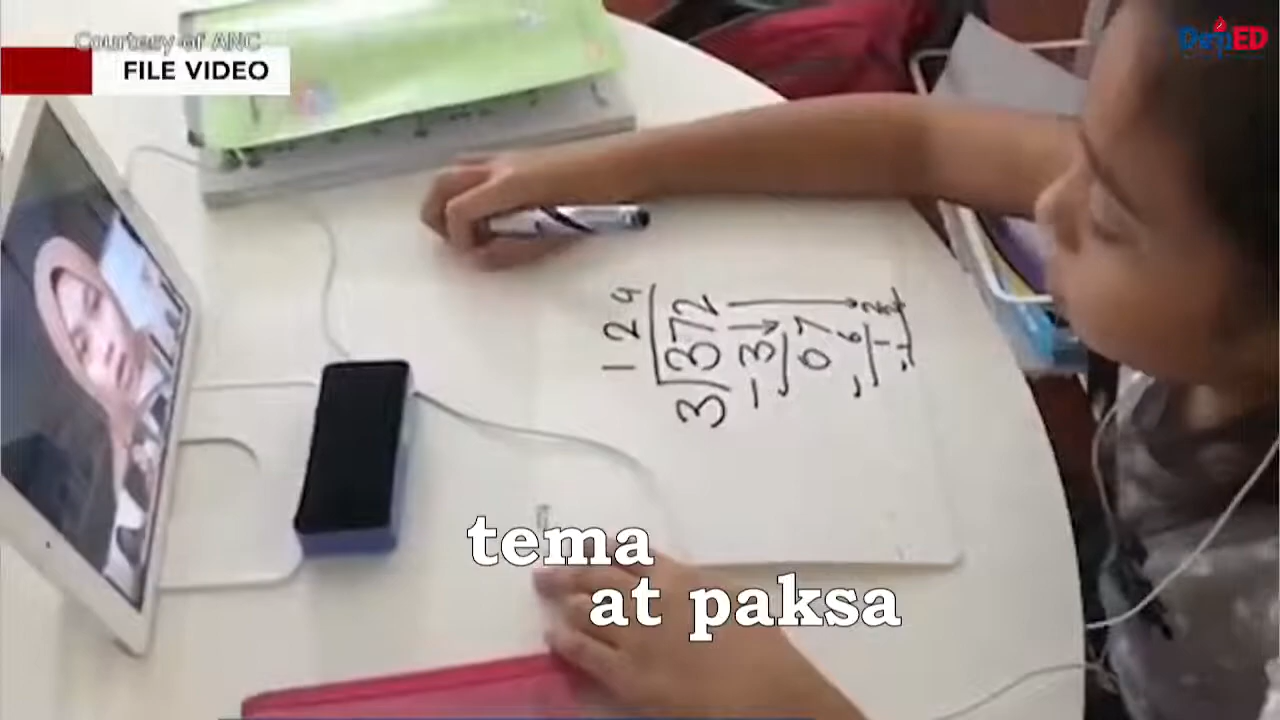 Courtesy of ANC
FILE VIDEO
DepED
124
3)372
- 3
07
- 6
tema
at paksa